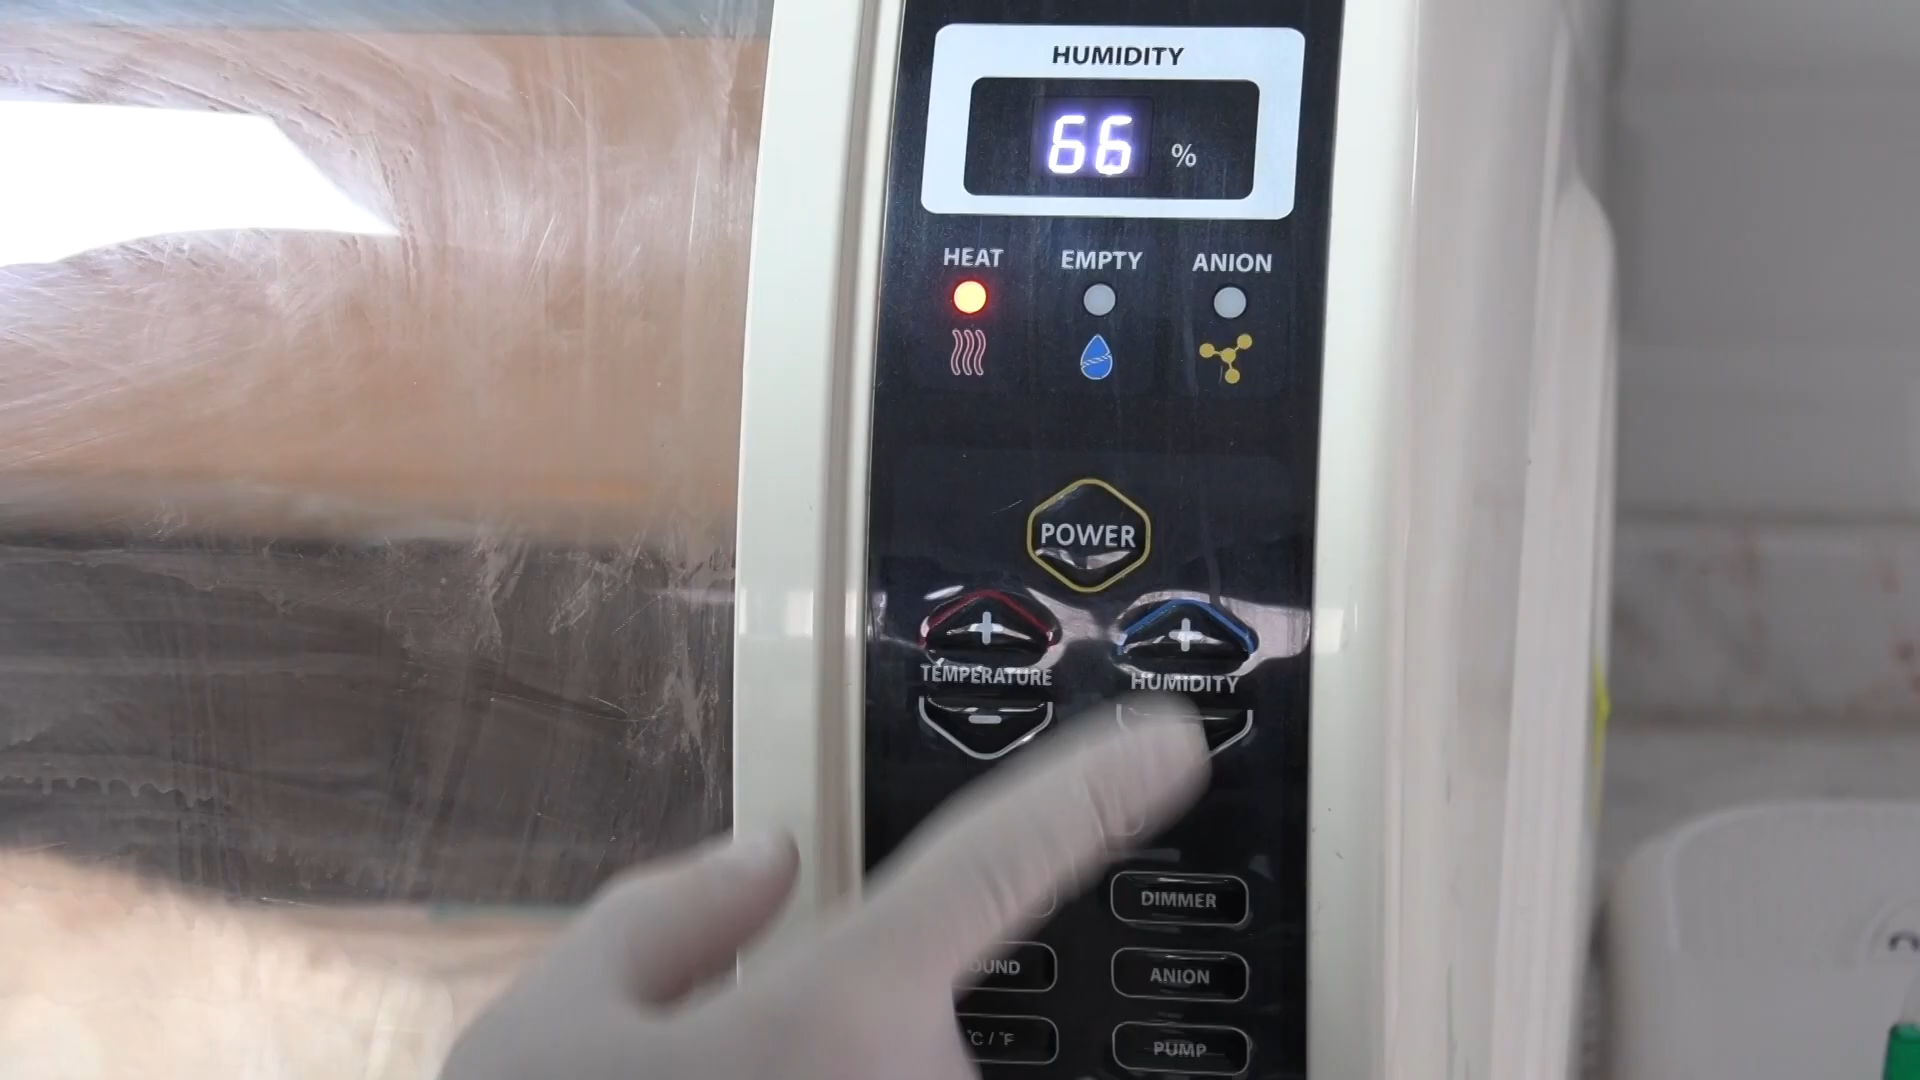 HUMIDITY
66 %
HEAT EMPTY ANION
POWER
+ +
TEMPERATURE HUMIDITY
-
DIMMER
ANION
°C / °F
PUMP